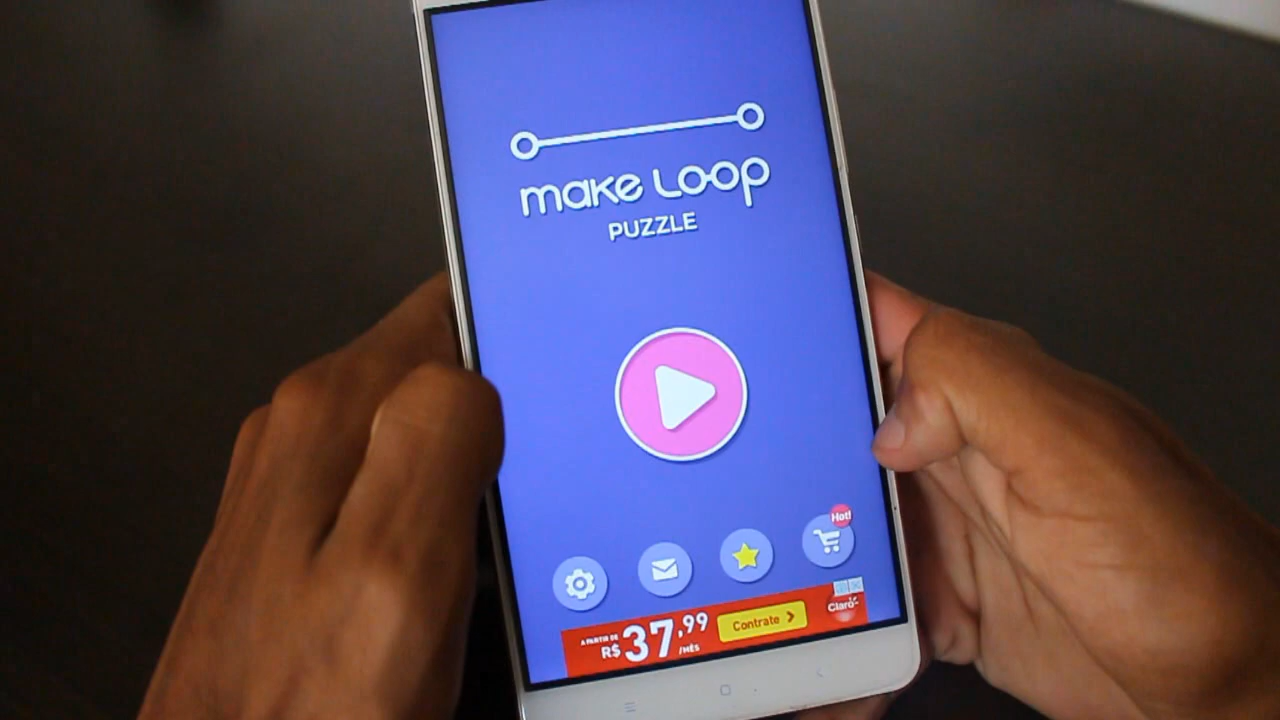 make Loop
PUZZLE
Hot!
A PARTIR DE
R$ 37,99
/MÊS
Contrate
Claro